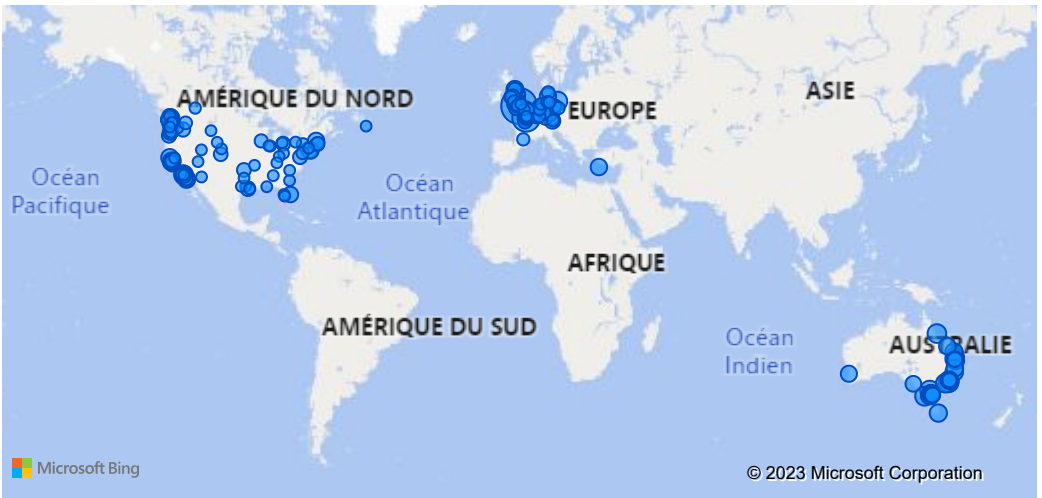 AMÉRIQUE DU NORD
ASIE
EUROPE
Océan
Pacifique
Océan
Atlantique
AFRIQUE
AMÉRIQUE DU SUD
Océan
Indien
AUSTRALIE
Microsoft Bing
© 2023 Microsoft Corporation